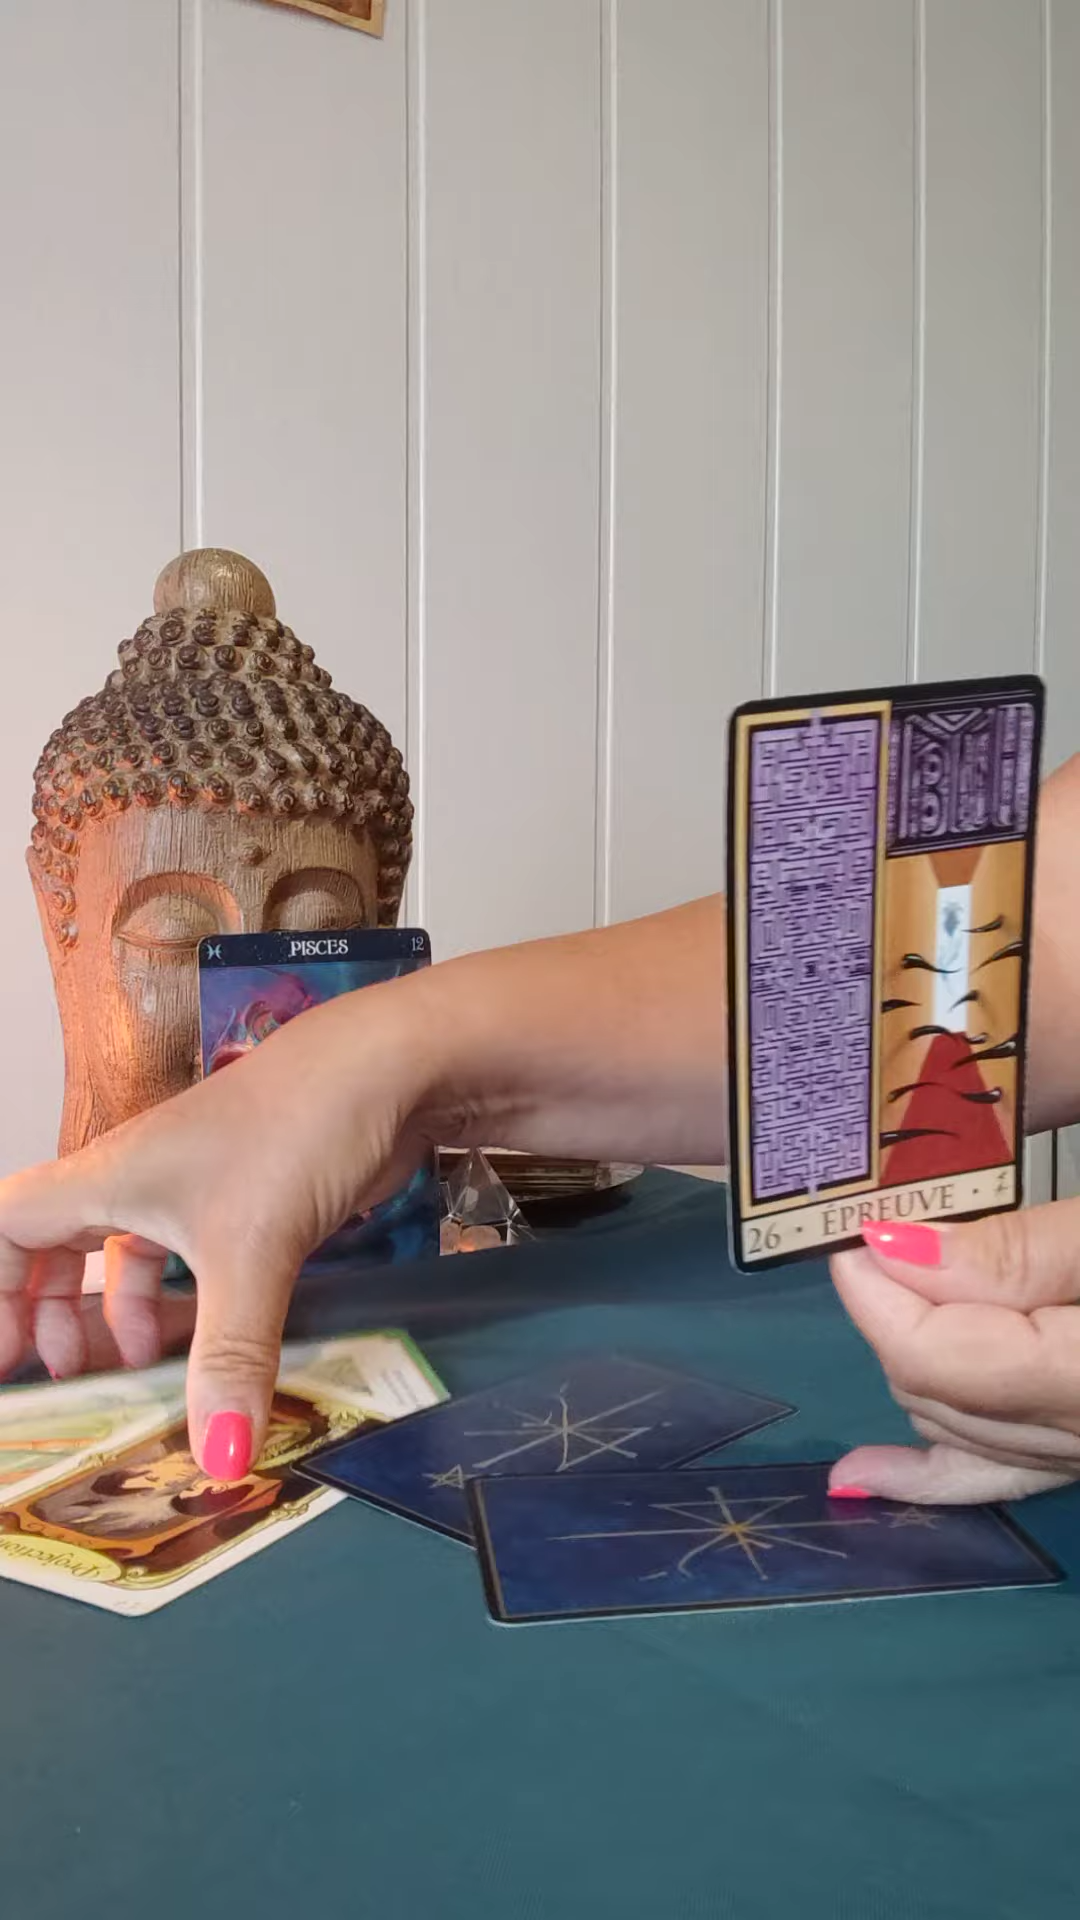 ♓ PISCES 12
26 · ÉPREUVE ·
Projection